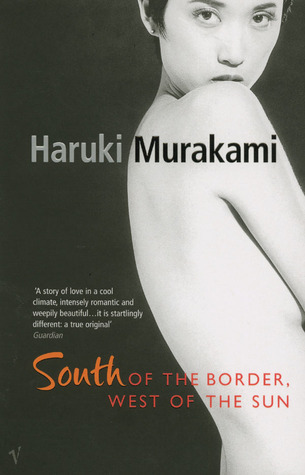 Haruki Murakami
'A story of love in a cool
climate, intensely romantic and
weepily beautiful...it is startlingly
different: a true original'
Guardian
South OF THE BORDER,
WEST OF THE SUN
V